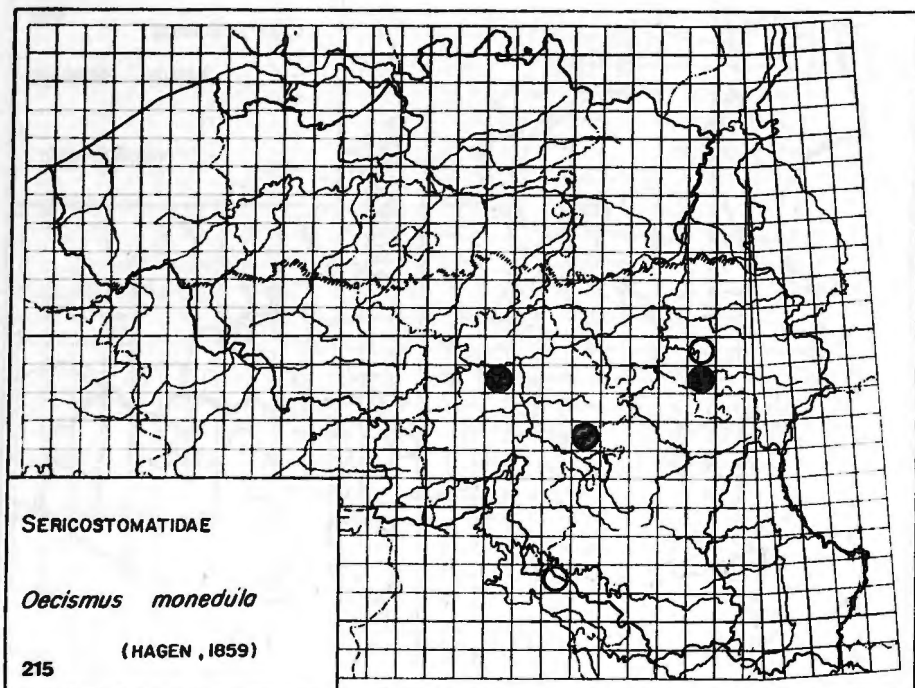 SERICOSTOMATIDAE
Oecismus monedula
(HAGEN, 1859)
215